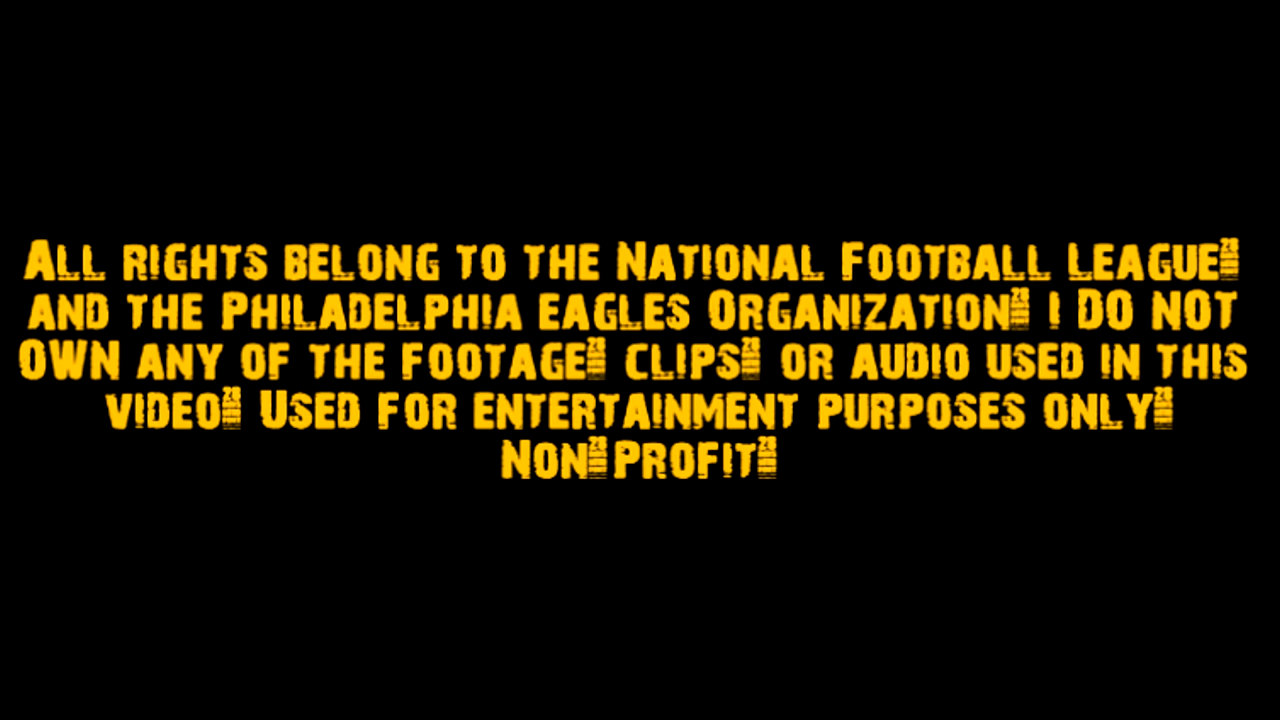 All rights belong to the National Football League
and the Philadelphia Eagles Organization I DO NOT
OWN any of the footage clips or audio used in this
video Used for entertainment purposes only
Non Profit